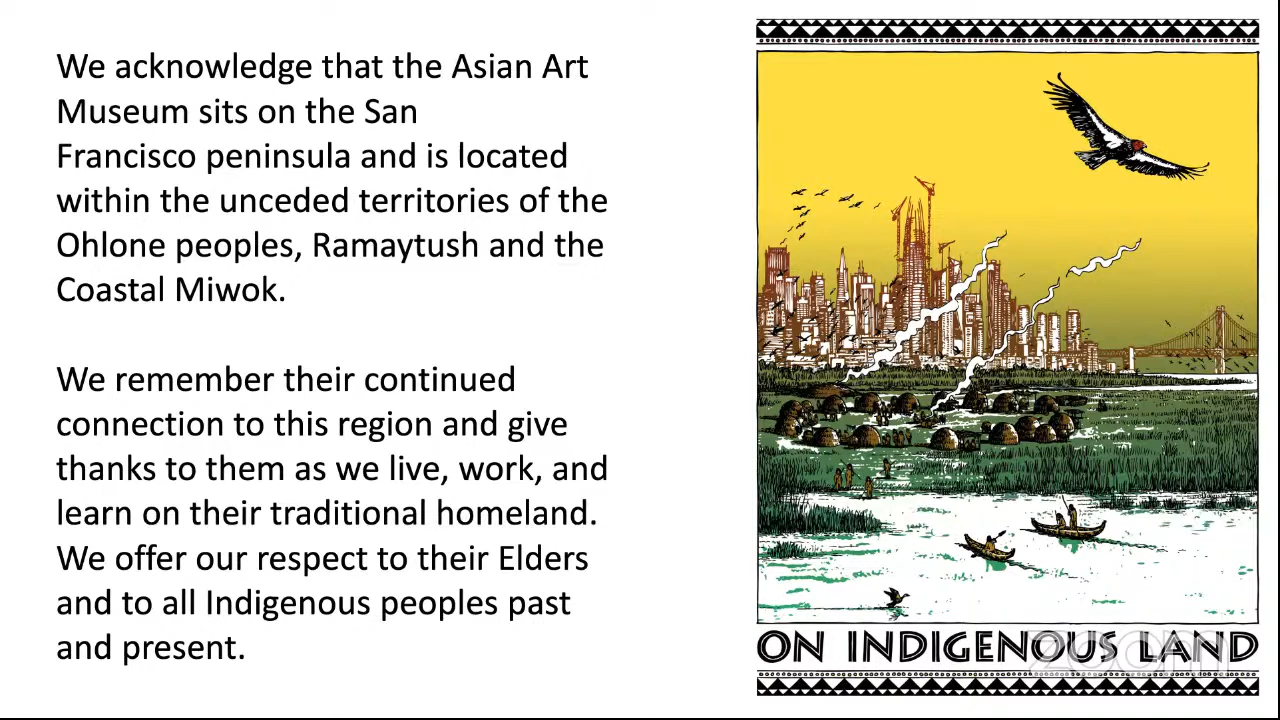 We acknowledge that the Asian Art
Museum sits on the San
Francisco peninsula and is located
within the unceded territories of the
Ohlone peoples, Ramaytush and the
Coastal Miwok.
We remember their continued
connection to this region and give
thanks to them as we live, work, and
learn on their traditional homeland.
We offer our respect to their Elders
and to all Indigenous peoples past
and present.
ON INDIGENOUS LAND
zoom